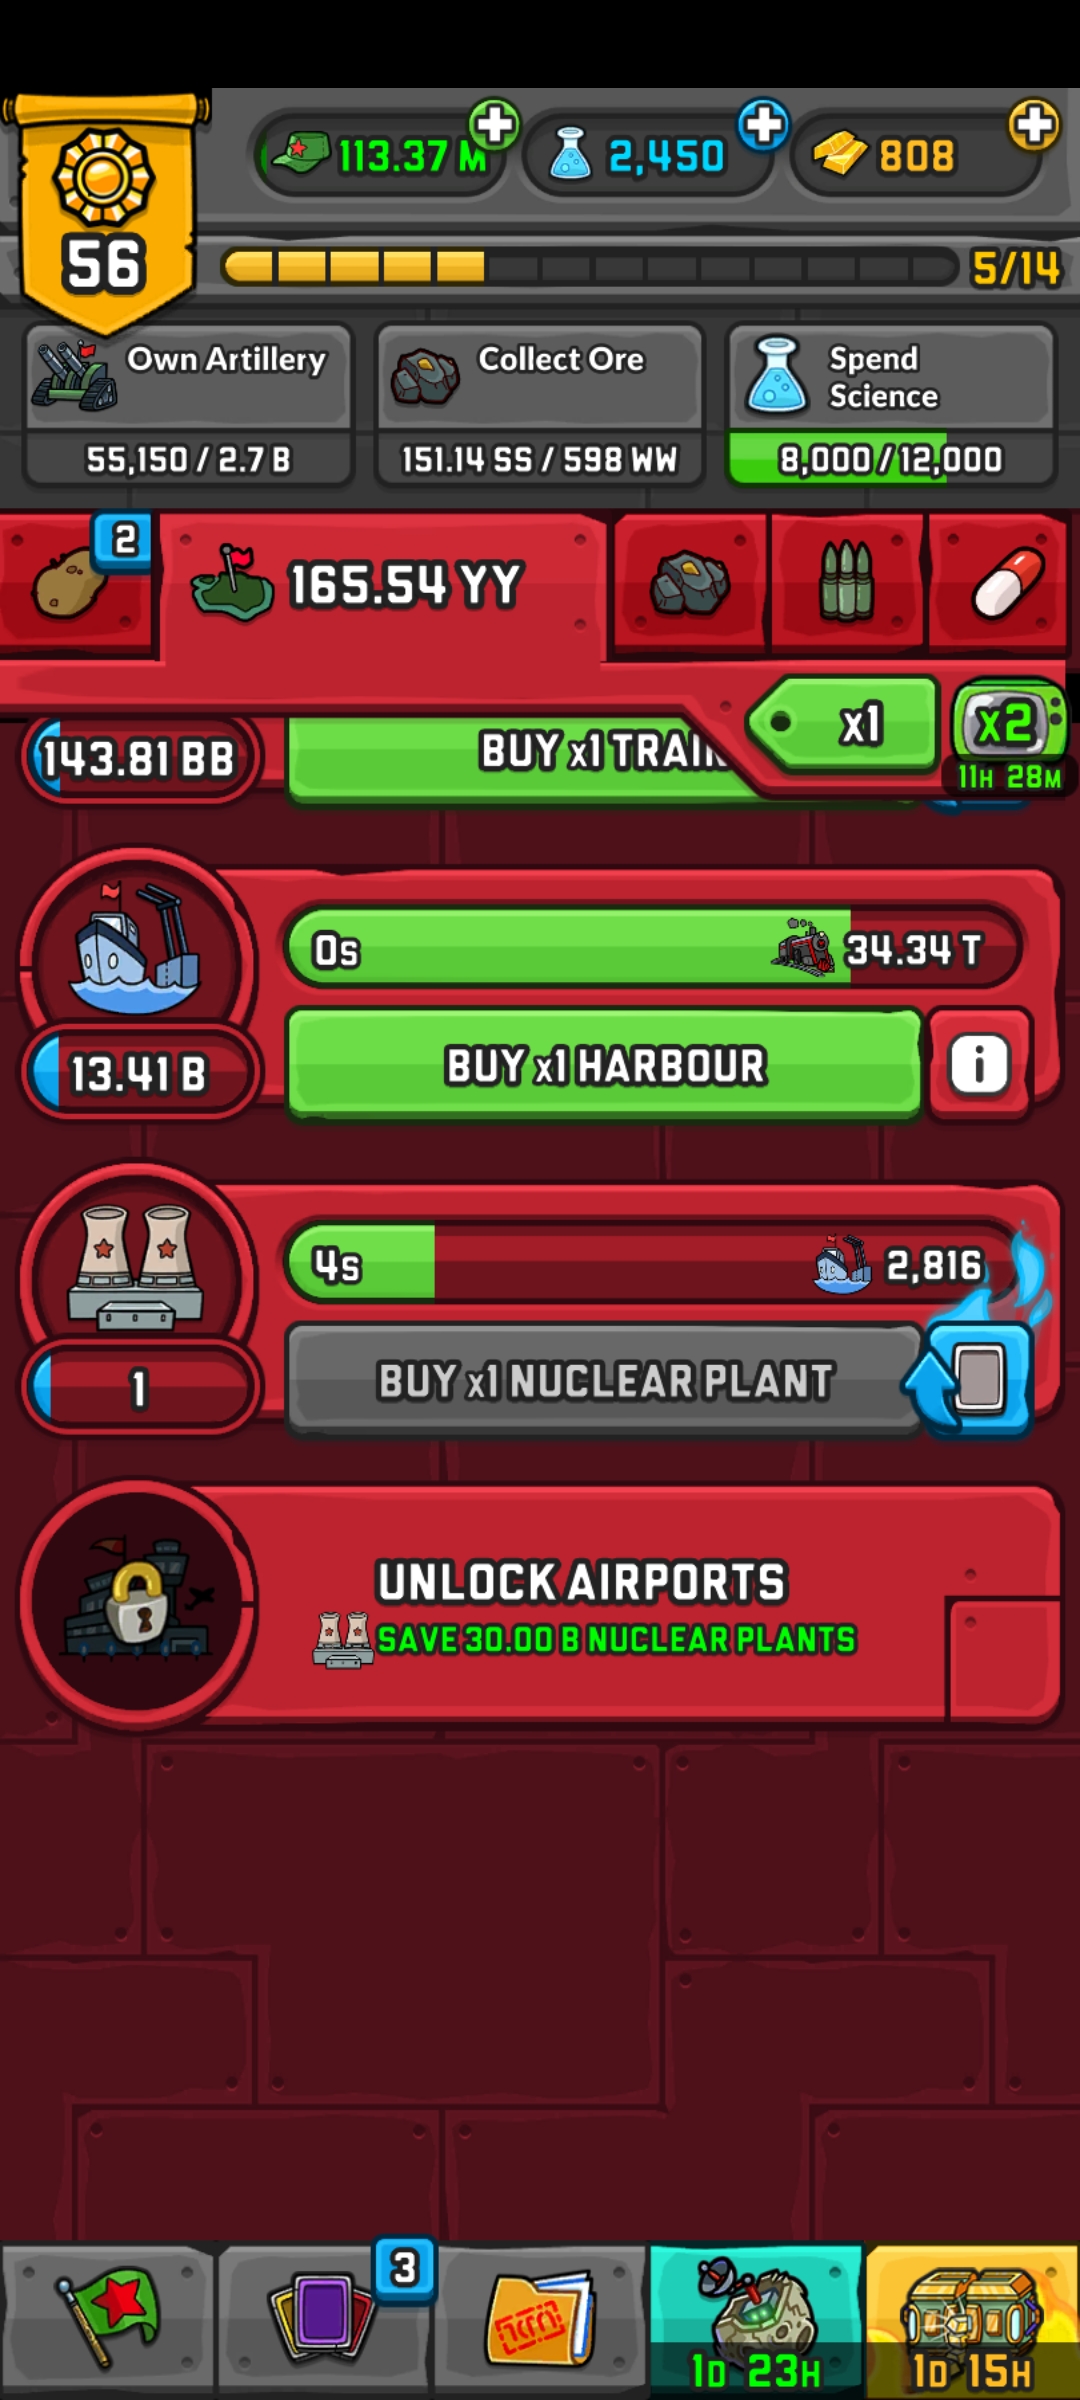 113.37 M
2,450
808
56
5/14
Own Artillery
55,150 / 2.7 B
Collect Ore
151.14 SS / 598 WW
Spend
Science
8,000 / 12,000
2
165.54 YY
x1
x2
11H 28M
143.81 BB
BUY x1 TRAIN
0s
34.34 T
13.41 B
BUY x1 HARBOUR
i
4s
2,816
1
BUY x1 NUCLEAR PLANT
UNLOCK AIRPORTS
SAVE 30.00 B NUCLEAR PLANTS
3
1D 23H
1D 15H